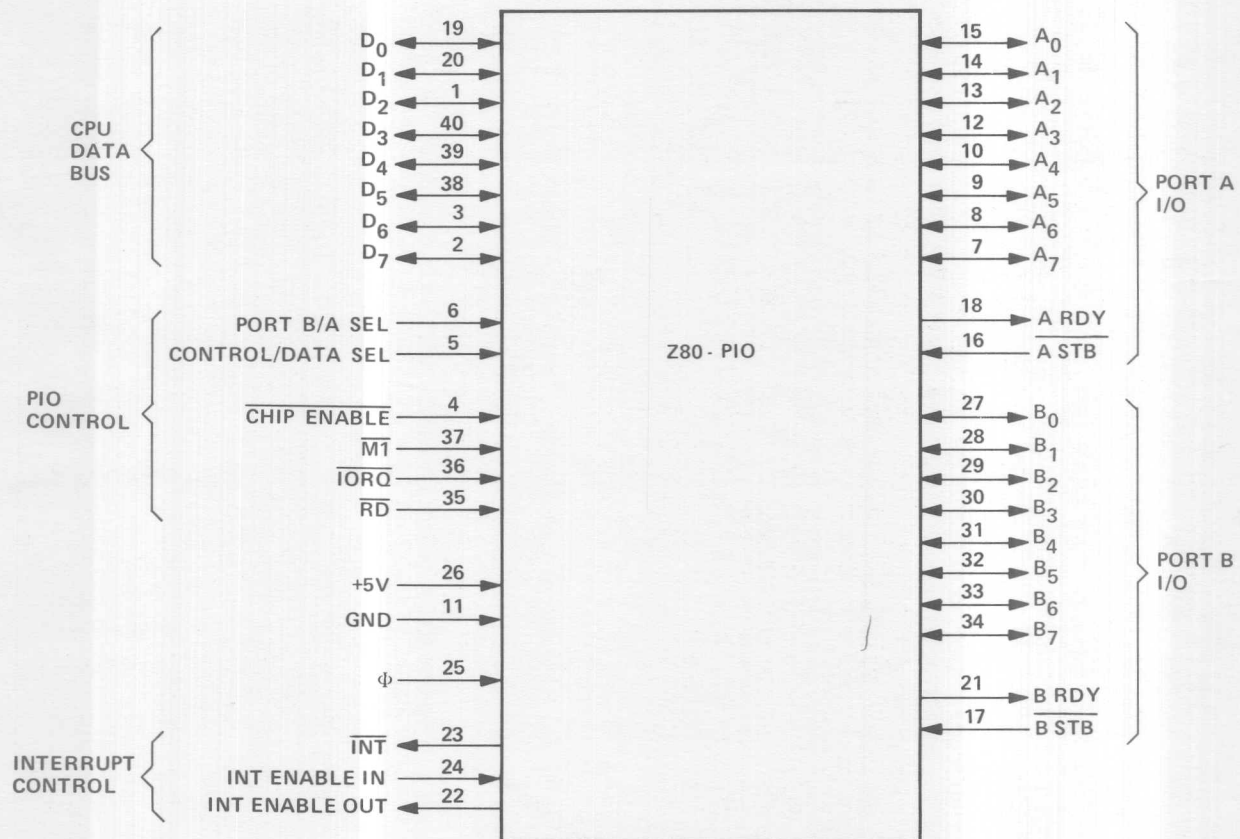 CPU
DATA
BUS
D0 19
D1 20
D2 1
D3 40
D4 39
D5 38
D6 3
D7 2
PIO
CONTROL
PORT B/A SEL 6
CONTROL/DATA SEL 5
CHIP ENABLE 4
M1 37
IORQ 36
RD 35
+5V 26
GND 11
Φ 25
INTERRUPT
CONTROL
INT 23
INT ENABLE IN 24
INT ENABLE OUT 22
Z80 - PIO
15 A0
14 A1
13 A2
12 A3
10 A4
9 A5
8 A6
7 A7
18 A RDY
16 A STB
PORT A
I/O
27 B0
28 B1
29 B2
30 B3
31 B4
32 B5
33 B6
34 B7
21 B RDY
17 B STB
PORT B
I/O